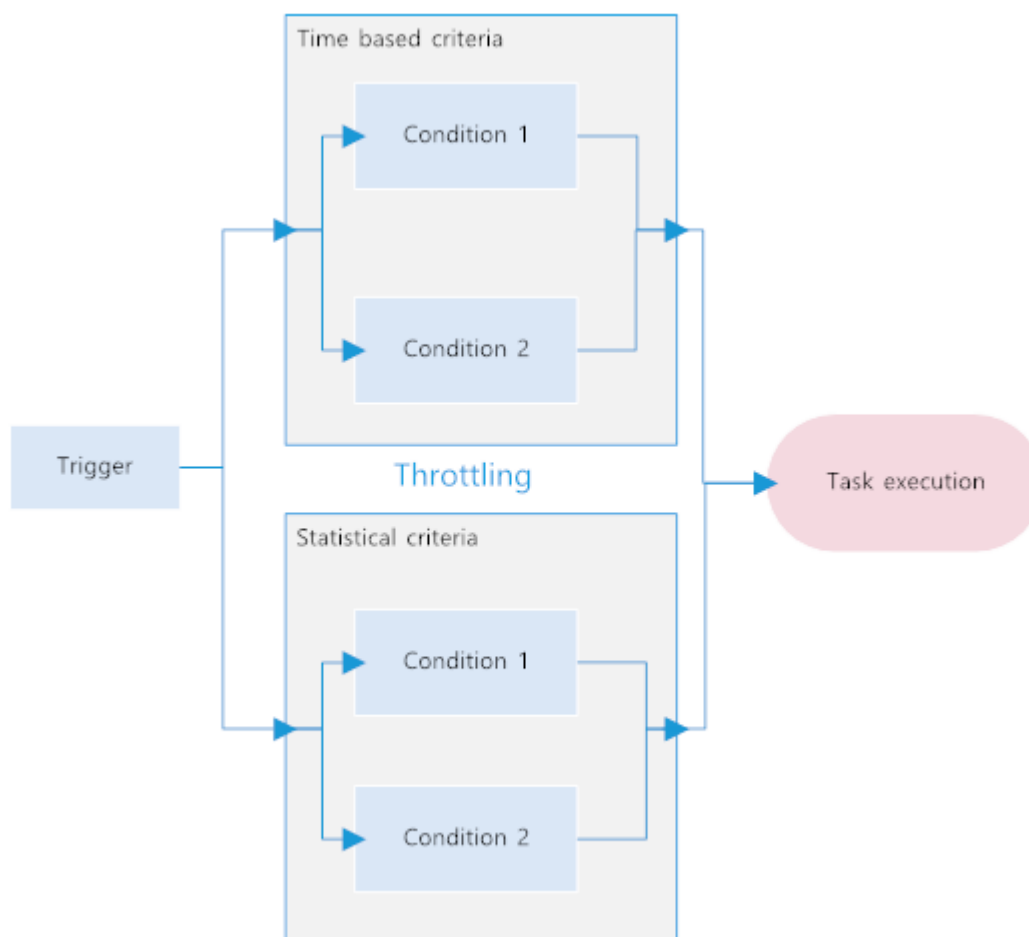 Time based criteria
Condition 1
Condition 2
Trigger
Throttling
Task execution
Statistical criteria
Condition 1
Condition 2